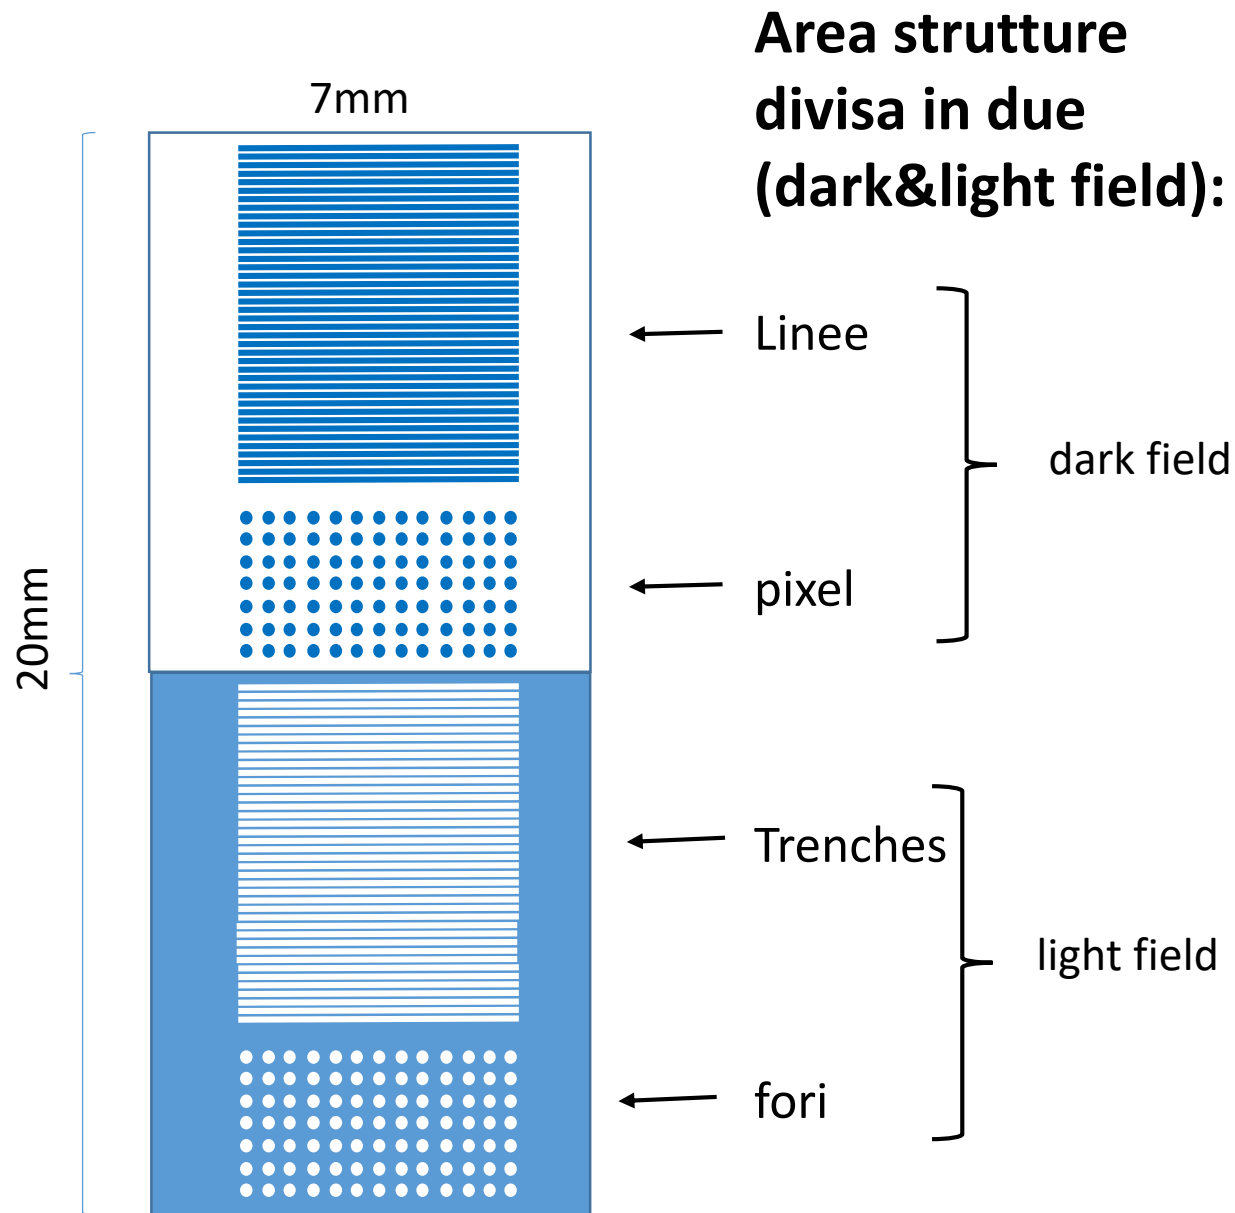 Area strutture
divisa in due
(dark&light field):
7mm
20mm
Linee
dark field
pixel
Trenches
light field
fori